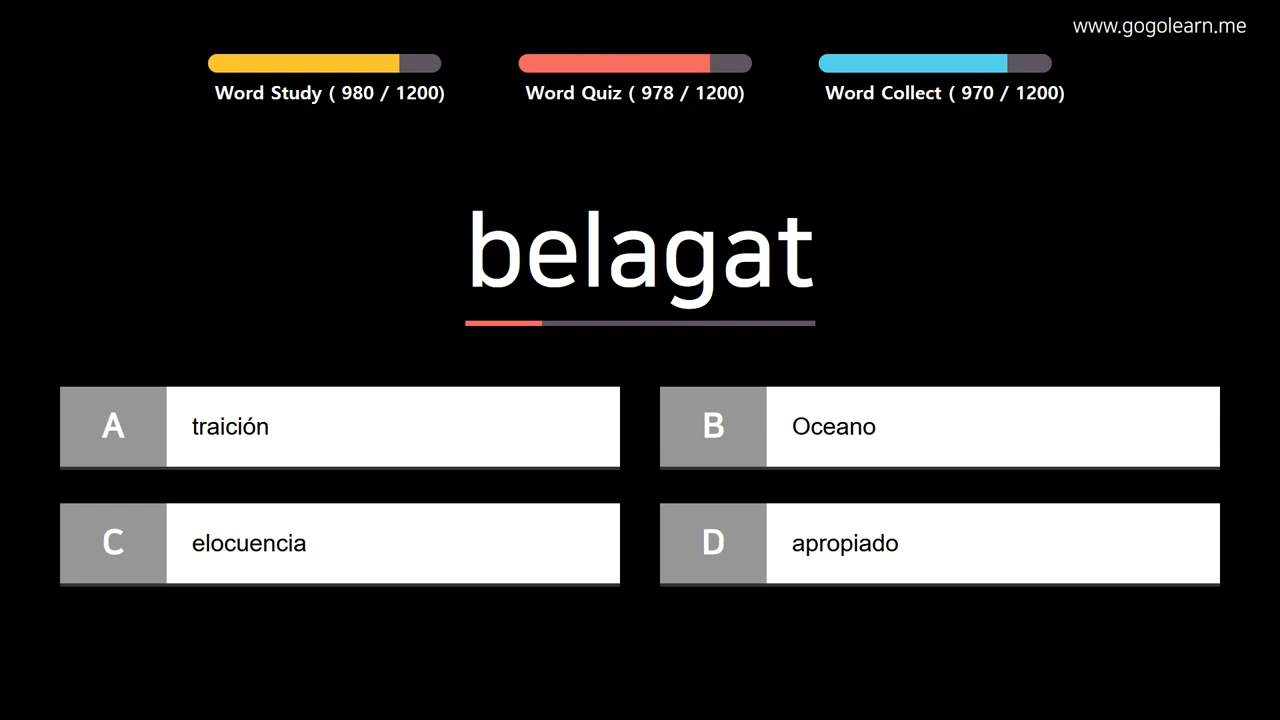 www.gogolearn.me
Word Study ( 980 / 1200)
Word Quiz ( 978 / 1200)
Word Collect ( 970 / 1200)
belagat
A traición
B Oceano
C elocuencia
D apropiado